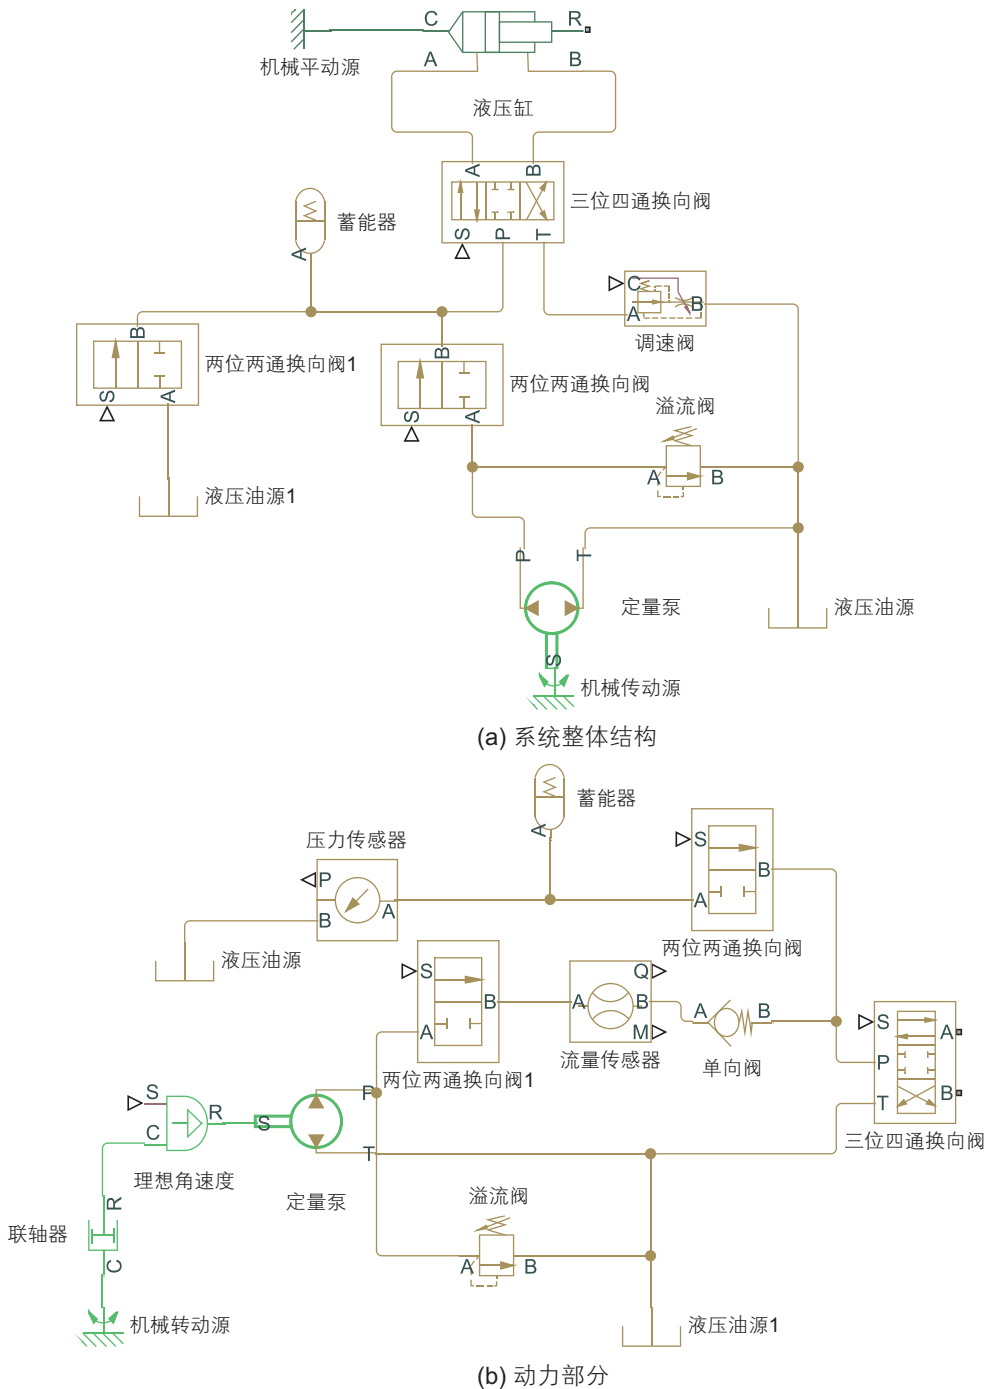 C
R
机械平动源
A
B
液压缸
A
B
三位四通换向阀
S
P
T
蓄能器
A
C
B
A
调速阀
B
两位两通换向阀1
S
A
B
两位两通换向阀
S
A
溢流阀
A
B
液压油源1
P
T
定量泵
液压油源
S
机械传动源
(a) 系统整体结构
蓄能器
A
压力传感器
P
B
A
S
B
A
两位两通换向阀
液压油源
S
B
A
两位两通换向阀1
Q
A
B
M
流量传感器
A
B
单向阀
S
A
P
B
T
三位四通换向阀
S
R
C
理想角速度
S
P
T
定量泵
溢流阀
A
B
R
联轴器
C
机械转动源
液压油源1
(b) 动力部分